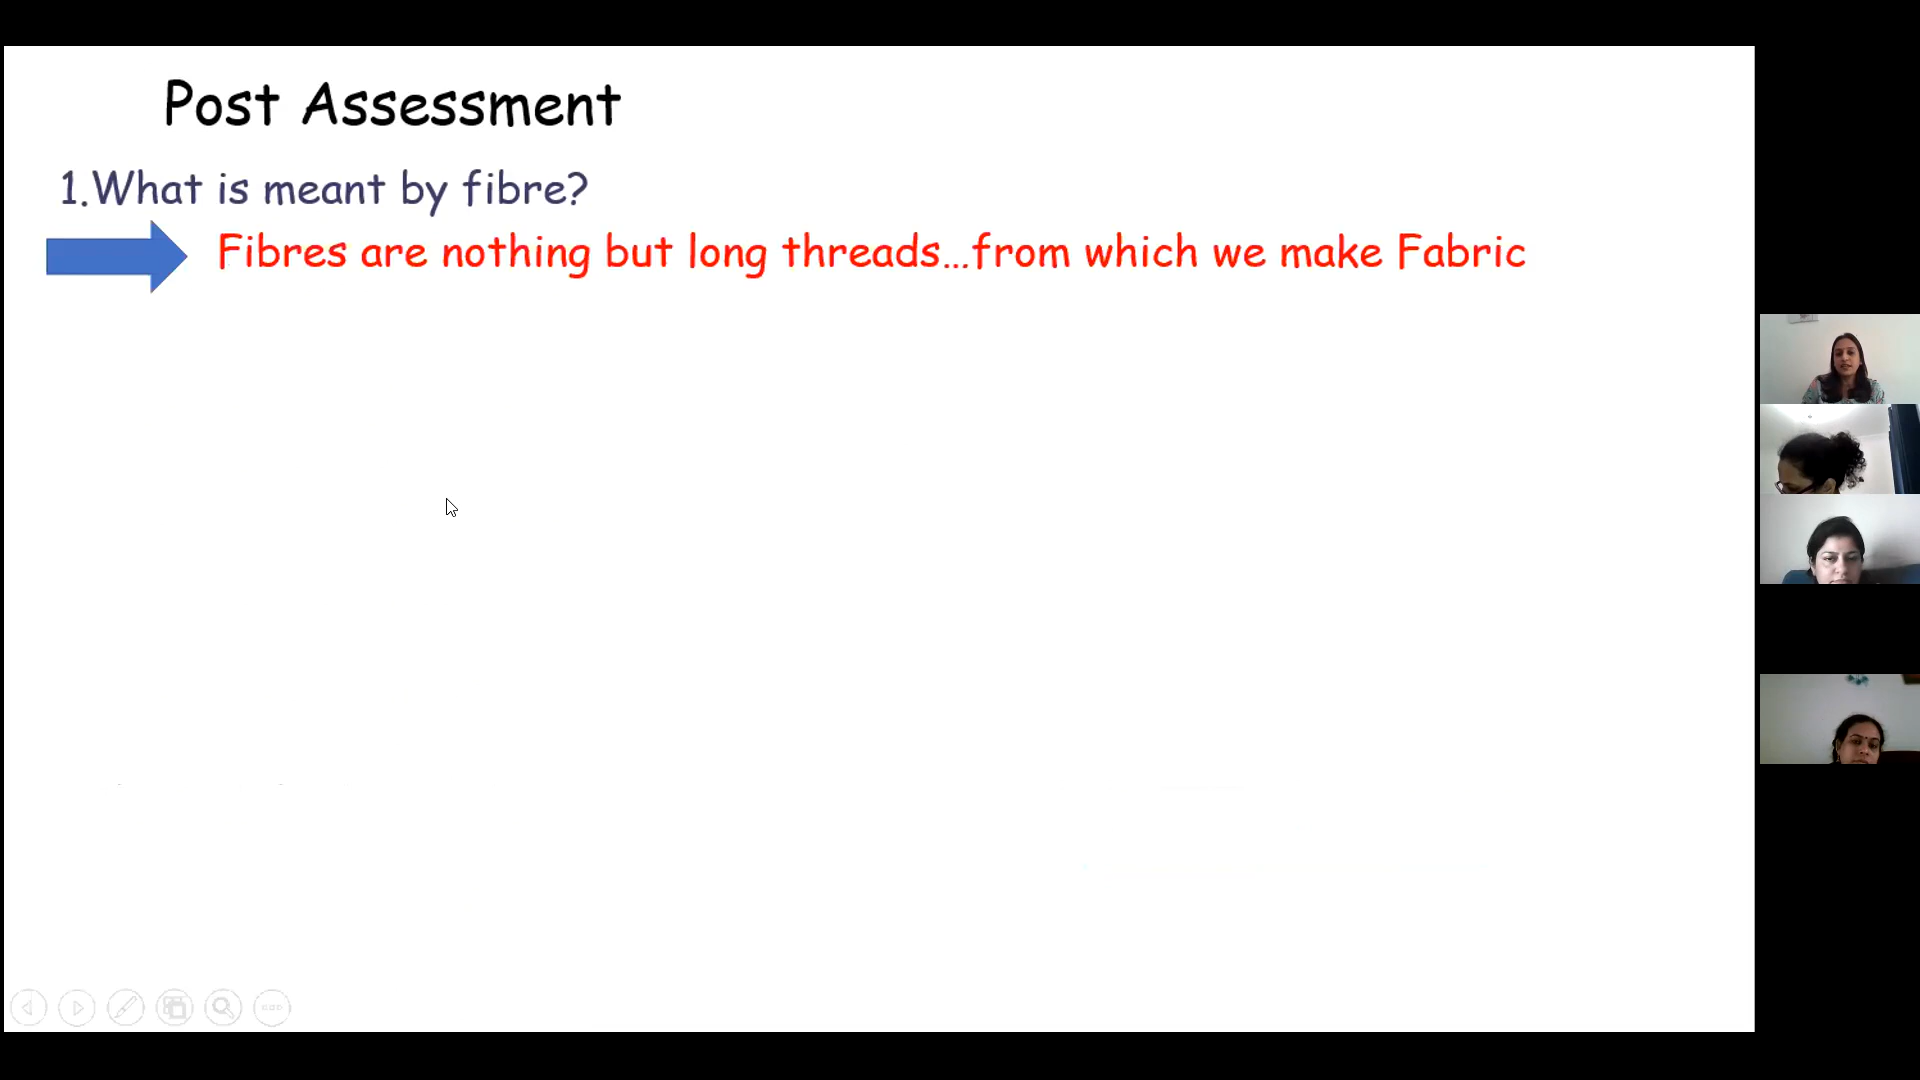 Post Assessment
1.What is meant by fibre?
Fibres are nothing but long threads...from which we make Fabric